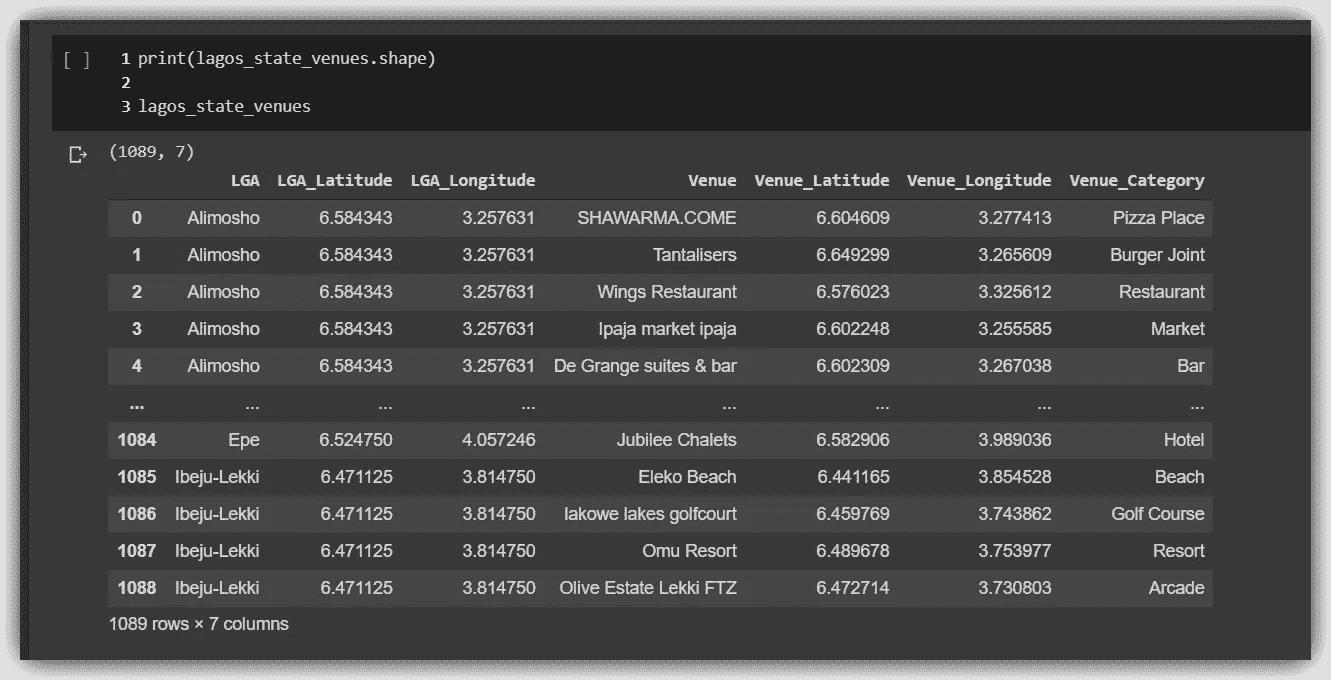 [ ] 1 print(lagos_state_venues.shape)
2
3 lagos_state_venues
(1089, 7)
LGA LGA_Latitude LGA_Longitude Venue Venue_Latitude Venue_Longitude Venue_Category
0 Alimosho 6.584343 3.257631 SHAWARMA.COME 6.604609 3.277413 Pizza Place
1 Alimosho 6.584343 3.257631 Tantalisers 6.649299 3.265609 Burger Joint
2 Alimosho 6.584343 3.257631 Wings Restaurant 6.576023 3.325612 Restaurant
3 Alimosho 6.584343 3.257631 Ipaja market ipaja 6.602248 3.255585 Market
4 Alimosho 6.584343 3.257631 De Grange suites & bar 6.602309 3.267038 Bar
... ... ... ... ... ... ... ...
1084 Epe 6.524750 4.057246 Jubilee Chalets 6.582906 3.989036 Hotel
1085 Ibeju-Lekki 6.471125 3.814750 Eleko Beach 6.441165 3.854528 Beach
1086 Ibeju-Lekki 6.471125 3.814750 lakowe lakes golfcourt 6.459769 3.743862 Golf Course
1087 Ibeju-Lekki 6.471125 3.814750 Omu Resort 6.489678 3.753977 Resort
1088 Ibeju-Lekki 6.471125 3.814750 Olive Estate Lekki FTZ 6.472714 3.730803 Arcade
1089 rows × 7 columns